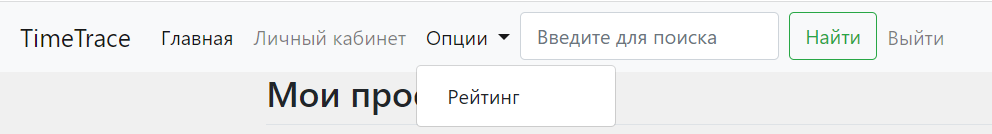 TimeTrace Главная Личный кабинет Опции Введите для поиска Найти Выйти
Мои
Рейтинг